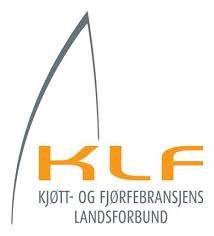 KLF
KJØTT- OG FJØRFEBRANSJENS
LANDSFORBUND